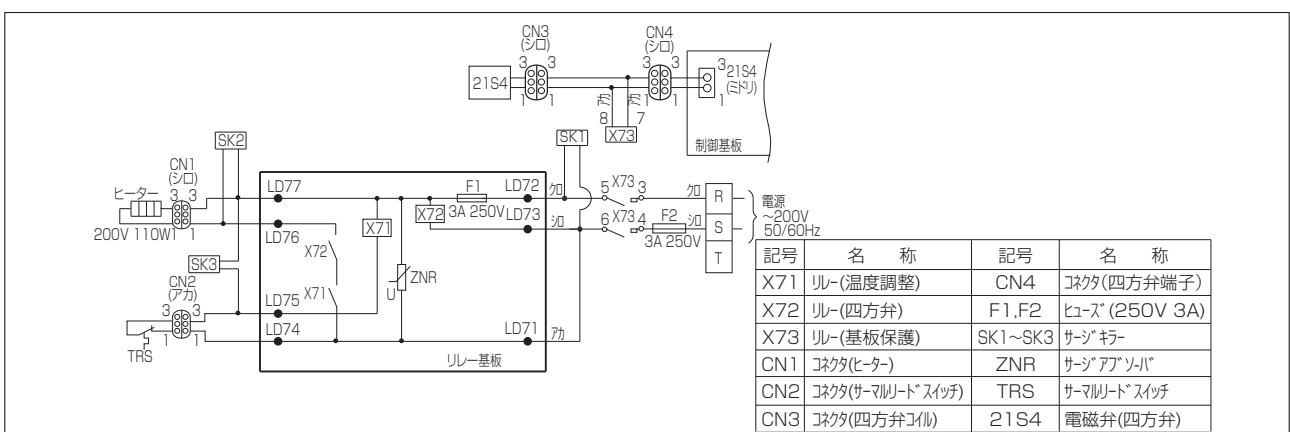 CN3
(シロ)
CN4
(シロ)
3 3
3 3
3 21S4
(ミドリ)
21S4
1 1
1 1
1
アカ アカ
8 7
X73
制御基板
SK2
SK1
CN1
(シロ)
ヒーター 3 3
LD77
F1
LD72 クロ
5 X73 3
クロ
R
電源
~200V
50/60Hz
X72
3A 250V
LD73 シロ
6 X73 4
F2
シロ
S
3A 250V
T
200V 110W 1 1
LD76
X71
X72
SK3
CN2
(アカ)
3 3
ZNR
U
LD75 X71
LD74
LD71 アカ
1 1
TRS
リレー基板
記号 名 称 記号 名 称
X71 リレー(温度調整) CN4 コネクタ(四方弁端子)
X72 リレー(四方弁) F1,F2 ヒューズ(250V 3A)
X73 リレー(基板保護) SK1~SK3 サージキラー
CN1 コネクタ(ヒーター) ZNR サージアブソーバ
CN2 コネクタ(サーマルリードスイッチ) TRS サーマルリードスイッチ
CN3 コネクタ(四方弁コイル) 21S4 電磁弁(四方弁)